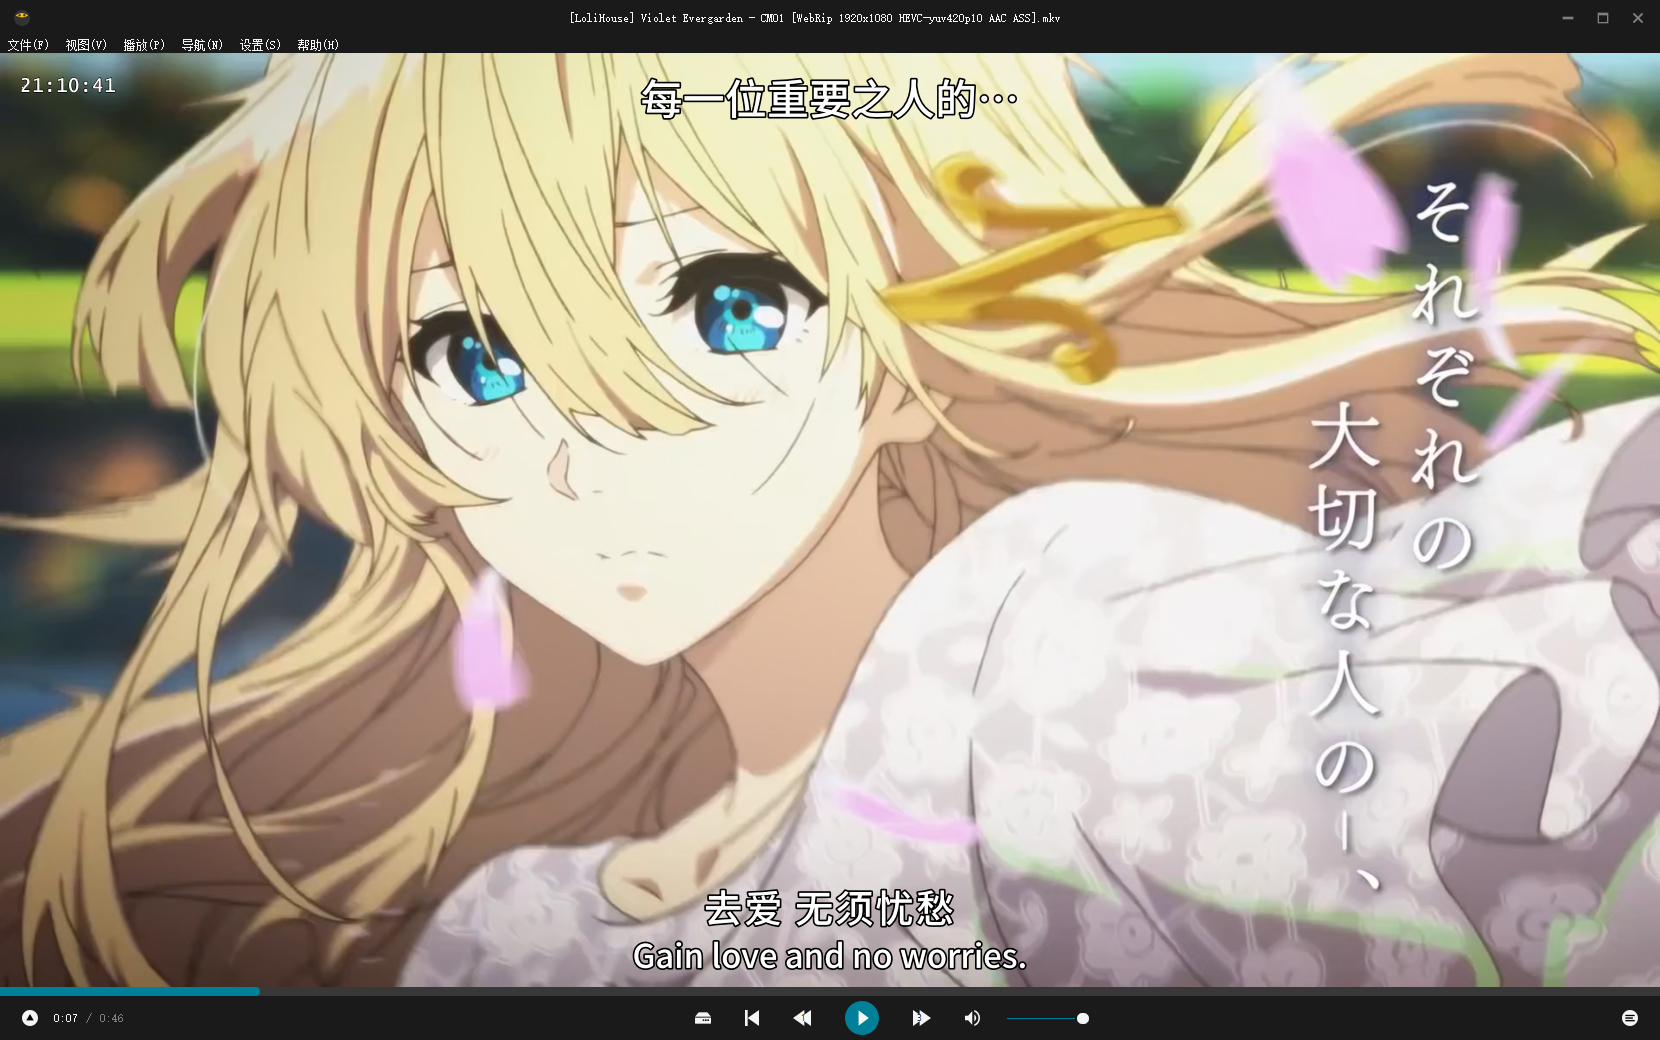 [LoliHouse] Violet Evergarden - CM01 [WebRip 1920x1080 HEVC-yuv420p10 AAC ASS].mkv
文件(F) 视图(V) 播放(P) 导航(N) 设置(S) 帮助(H)
21:10:41
每一位重要之人的…
それぞれの
大切な人の―、
去爱 无须忧愁
Gain love and no worries.
0:07 / 0:46